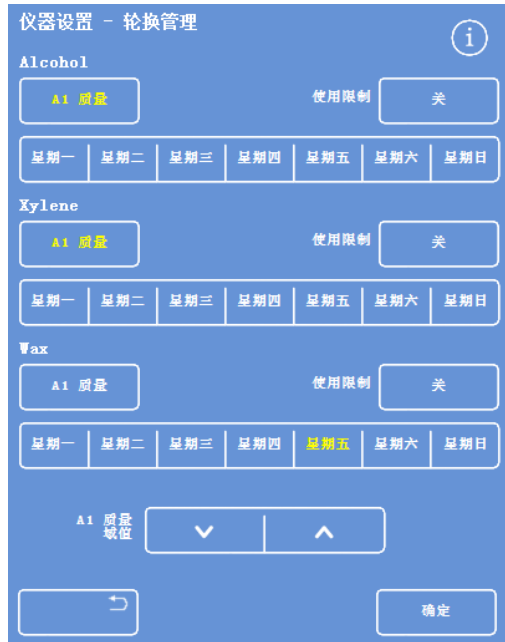 仪器设置 - 轮换管理
i
Alcohol
A1 质量 使用限制 关
星期一 星期二 星期三 星期四 星期五 星期六 星期日
Xylene
A1 质量 使用限制 关
星期一 星期二 星期三 星期四 星期五 星期六 星期日
Wax
A1 质量 使用限制 关
星期一 星期二 星期三 星期四 星期五 星期六 星期日
A1 质量
域值
确定